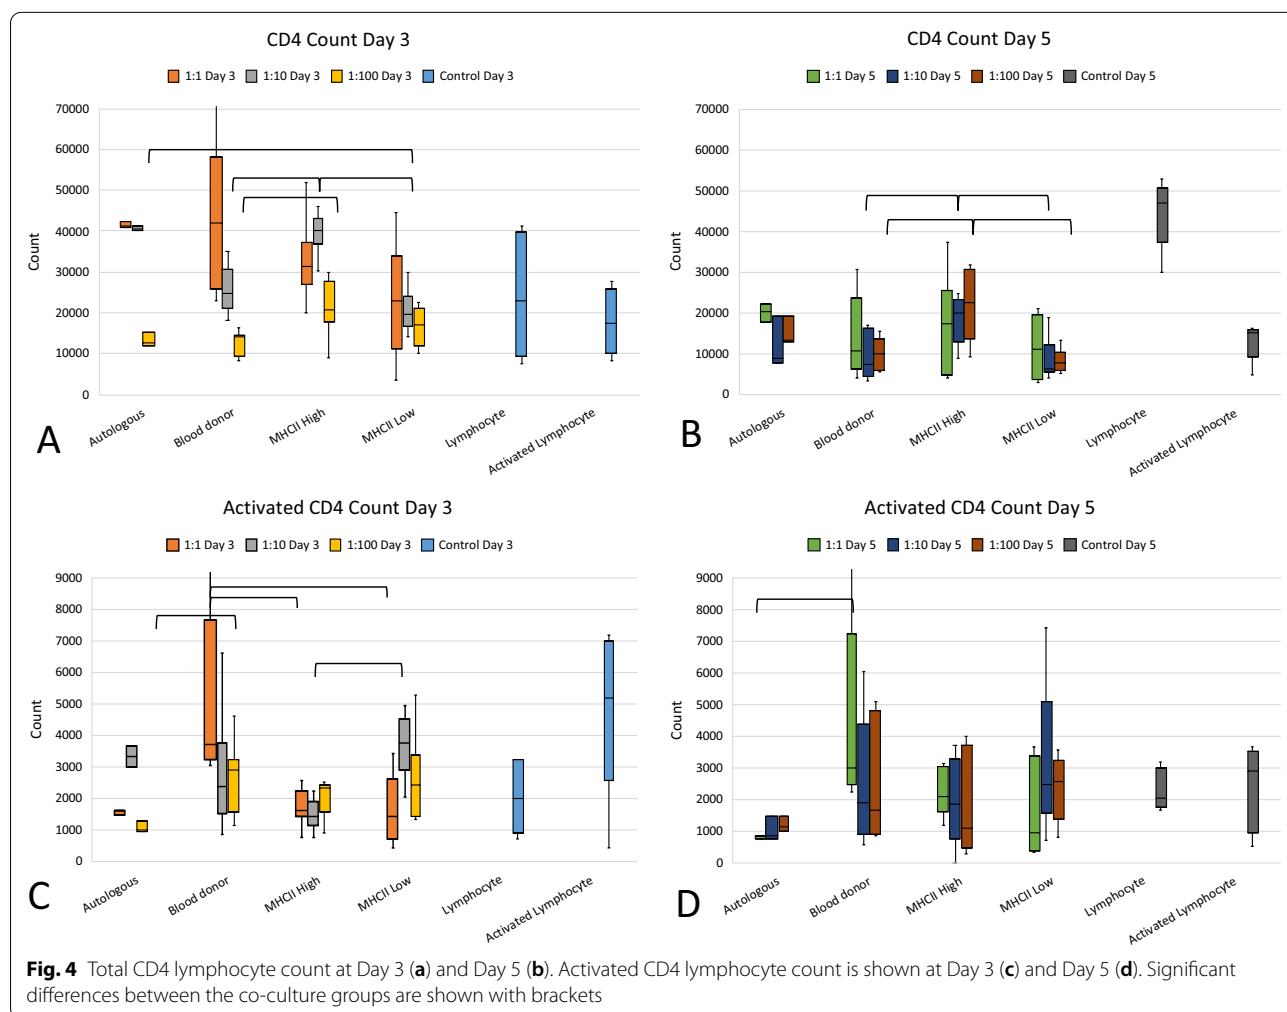 CD4 Count Day 3
1:1 Day 3 1:10 Day 3 1:100 Day 3 Control Day 3
70000
60000
50000
40000
30000
20000
10000
0
Count
Autologous
Blood donor
MHCII High
MHCII Low
Lymphocyte
Activated Lymphocyte
A
CD4 Count Day 5
1:1 Day 5 1:10 Day 5 1:100 Day 5 Control Day 5
70000
60000
50000
40000
30000
20000
10000
0
Count
Autologous
Blood donor
MHCII High
MHCII Low
Lymphocyte
Activated Lymphocyte
B
Activated CD4 Count Day 3
1:1 Day 3 1:10 Day 3 1:100 Day 3 Control Day 3
9000
8000
7000
6000
5000
4000
3000
2000
1000
0
Count
Autologous
Blood donor
MHCII High
MHCII Low
Lymphocyte
Activated Lymphocyte
C
Activated CD4 Count Day 5
1:1 Day 5 1:10 Day 5 1:100 Day 5 Control Day 5
9000
8000
7000
6000
5000
4000
3000
2000
1000
0
Count
Autologous
Blood donor
MHCII High
MHCII Low
Lymphocyte
Activated Lymphocyte
D
Fig. 4 Total CD4 lymphocyte count at Day 3 (a) and Day 5 (b). Activated CD4 lymphocyte count is shown at Day 3 (c) and Day 5 (d). Significant
differences between the co-culture groups are shown with brackets